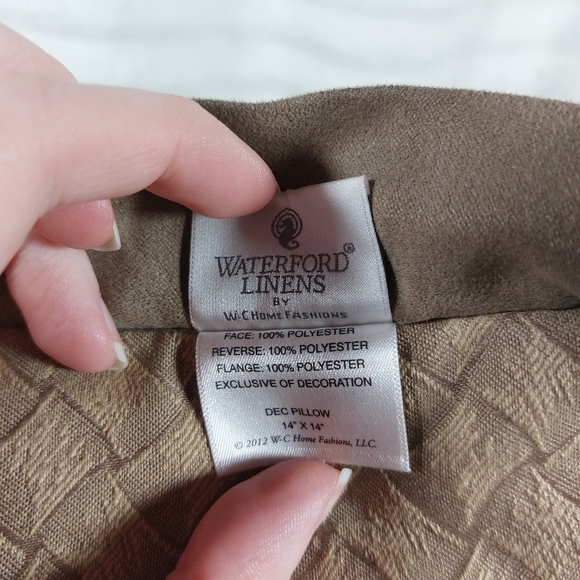 WATERFORD®
LINENS
BY
W-C HOME FASHIONS
FACE: 100% POLYESTER
REVERSE: 100% POLYESTER
FLANGE: 100% POLYESTER
EXCLUSIVE OF DECORATION
DEC PILLOW
14" X 14"
© 2012 W-C Home Fashions, LLC.